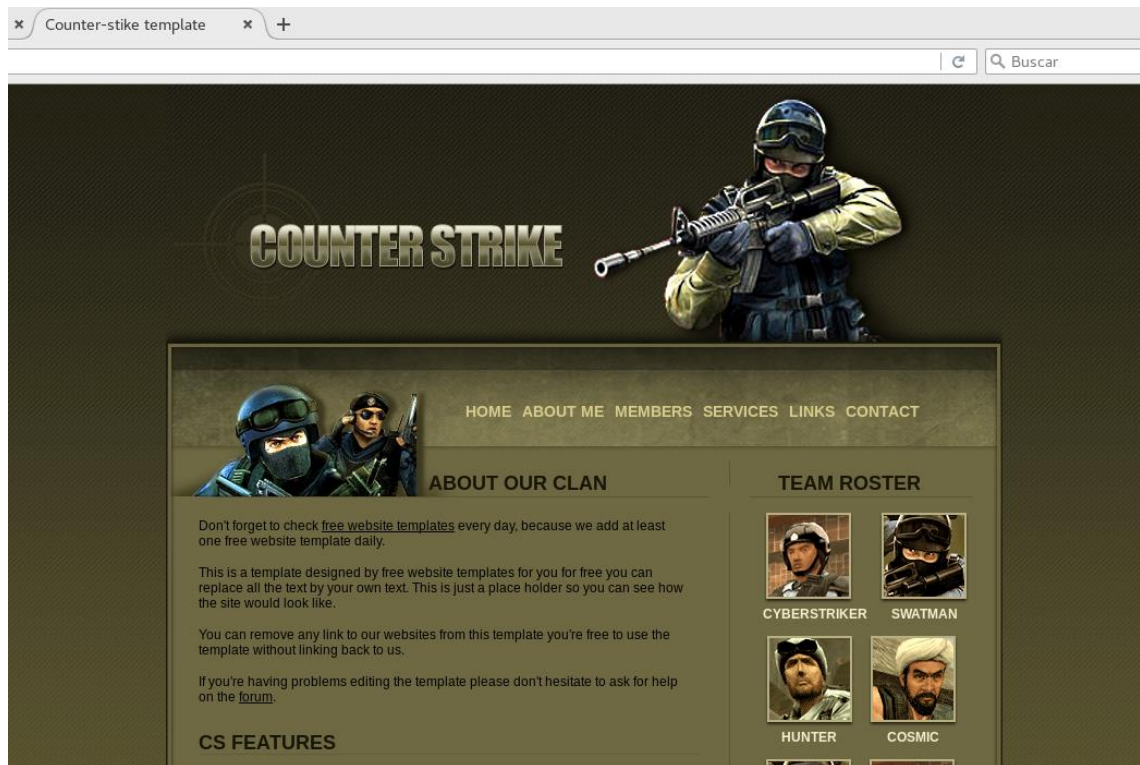 Counter-stike template
Buscar
COUNTER STRIKE
HOME ABOUT ME MEMBERS SERVICES LINKS CONTACT
ABOUT OUR CLAN
Don't forget to check free website templates every day, because we add at least
one free website template daily.
This is a template designed by free website templates for you for free you can
replace all the text by your own text. This is just a place holder so you can see how
the site would look like.
You can remove any link to our websites from this template you're free to use the
template without linking back to us.
If you're having problems editing the template please don't hesitate to ask for help
on the forum.
CS FEATURES
TEAM ROSTER
CYBERSTRIKER SWATMAN
HUNTER COSMIC